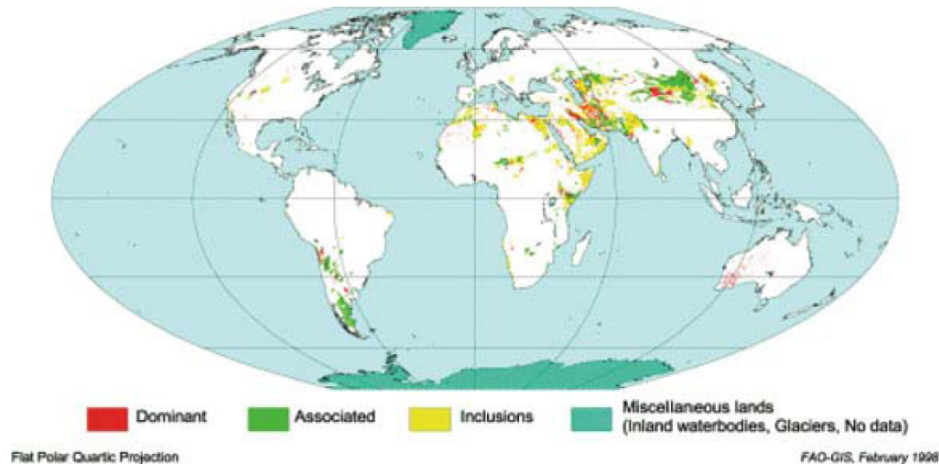 Dominant
Associated
Inclusions
Miscellaneous lands
(Inland waterbodies, Glaciers, No data)
Flat Polar Quartic Projection
FAO-GIS, February 1998